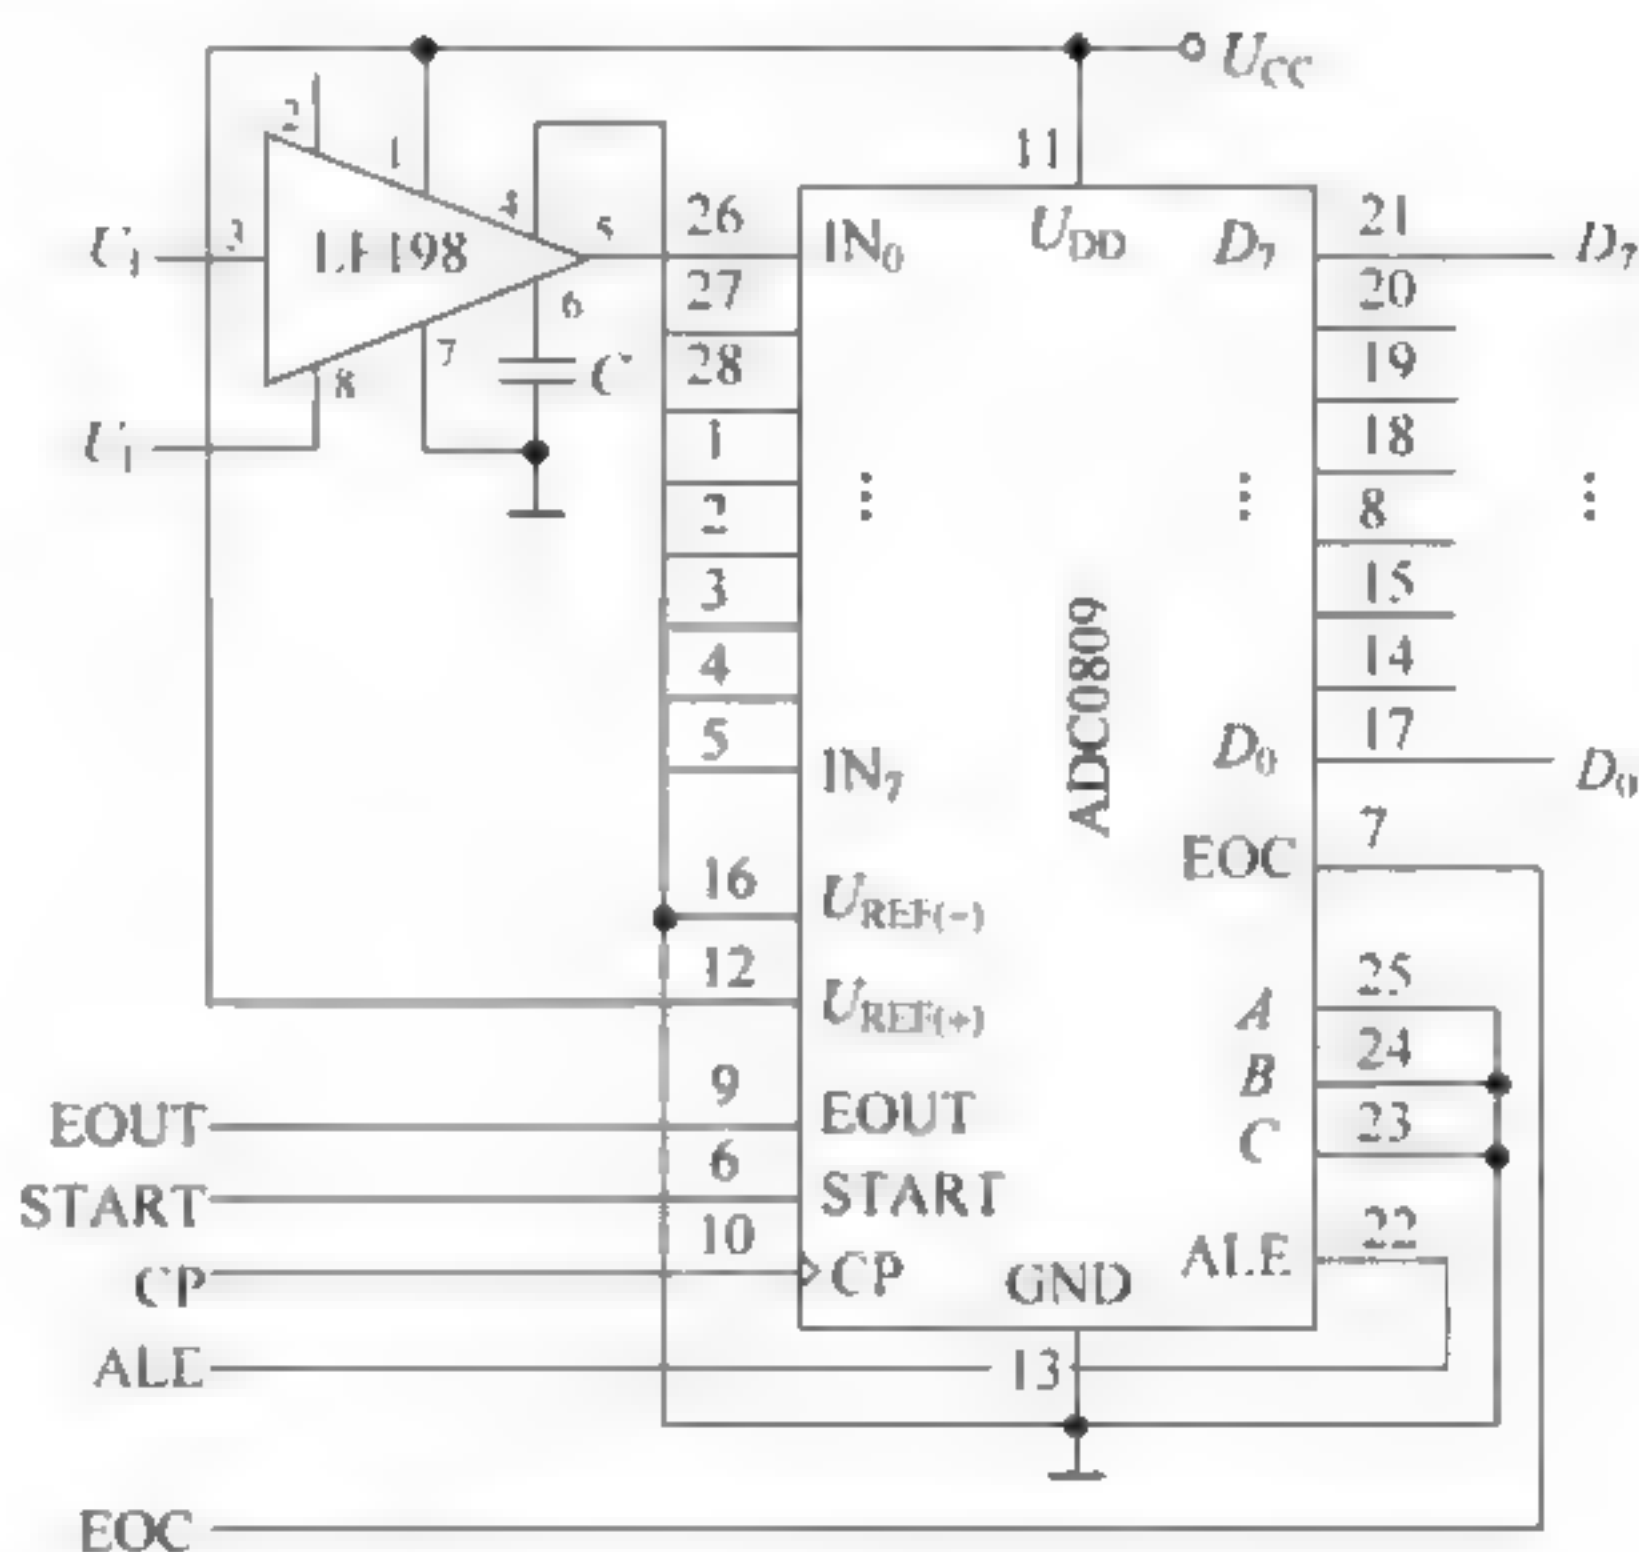 U_CC
2
1
11
4
5
26
21
U_I
3
LF198
IN_0
U_DD
D_7
D_7
6
27
20
7
28
19
8
C
1
18
U_I
2
8
3
15
4
14
ADC0809
5
17
IN_7
D_0
D_0
7
EOC
16
U_REF(-)
12
25
U_REF(+)
A
24
9
B
EOUT
EOUT
23
C
6
START
START
22
10
ALE
CP
CP
GND
ALE
13
EOC